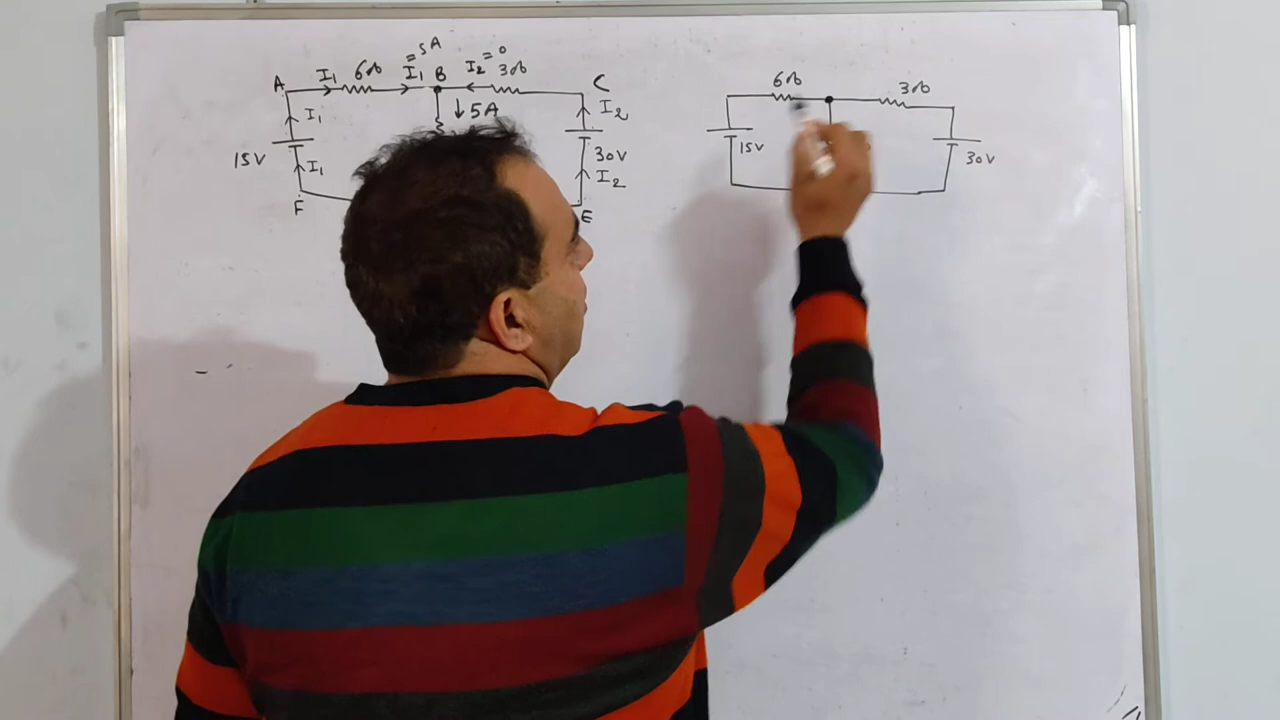 = 5A
A I₁ 6Ω I₁ B I₂ = 0 3Ω C
I₁ ↓ 5A I₂
15V 30V
I₁ I₂
F E
6Ω 3Ω
15V 30V